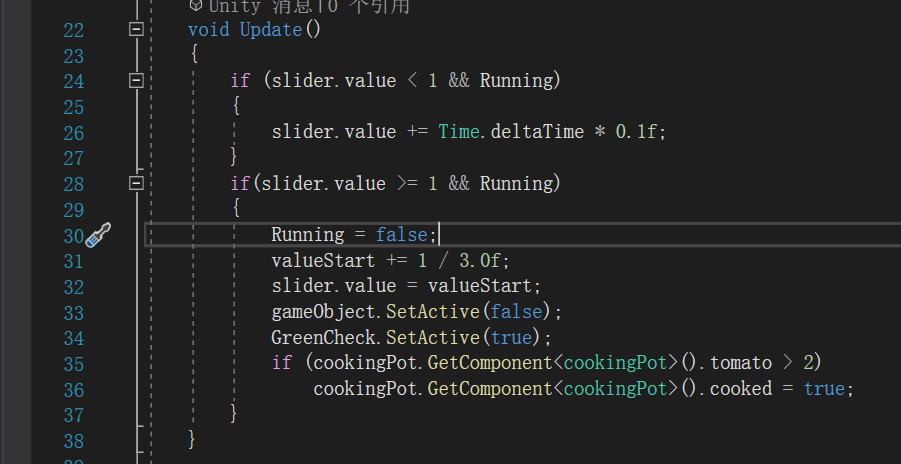 Unity 消息|0 个引用
22 void Update()
23 {
24 if (slider.value < 1 && Running)
25 {
26 slider.value += Time.deltaTime * 0.1f;
27 }
28 if(slider.value >= 1 && Running)
29 {
30 Running = false;
31 valueStart += 1 / 3.0f;
32 slider.value = valueStart;
33 gameObject.SetActive(false);
34 GreenCheck.SetActive(true);
35 if (cookingPot.GetComponent<cookingPot>().tomato > 2)
36 cookingPot.GetComponent<cookingPot>().cooked = true;
37 }
38 }